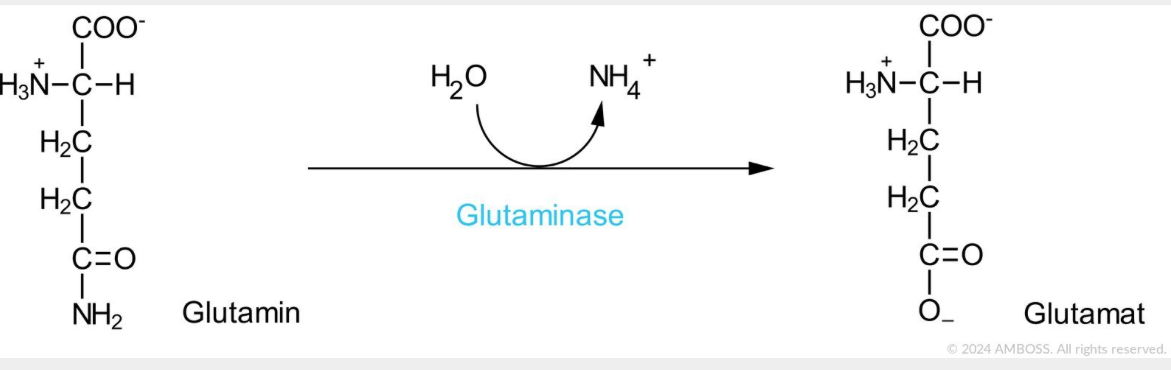 COO⁻
H₃N⁺–C–H
H₂C
H₂C
C=O
NH₂
Glutamin
H₂O
NH₄⁺
Glutaminase
COO⁻
H₃N⁺–C–H
H₂C
H₂C
C=O
O₋
Glutamat
© 2024 AMBOSS. All rights reserved.